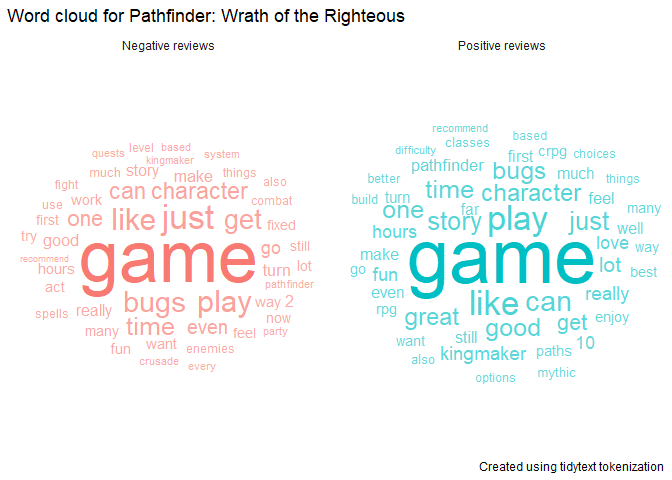 Word cloud for Pathfinder: Wrath of the Righteous
Negative reviews
quests level based
kingmaker system
much story make things
fight can character also
use work combat
first one like just get fixed
try good game go still
recommend hours turn lot
act bugs play pathfinder
spells really way 2
many time even feel now
fun want enemies party
crusade every
Positive reviews
recommend based
difficulty classes first crpg choices
pathfinder bugs much
better time character things
build turn feel
one far many
hours story play just well
make game love way
go fun lot best
even like can really
rpg great good get enjoy
want still 10
also kingmaker paths
options mythic
Created using tidytext tokenization